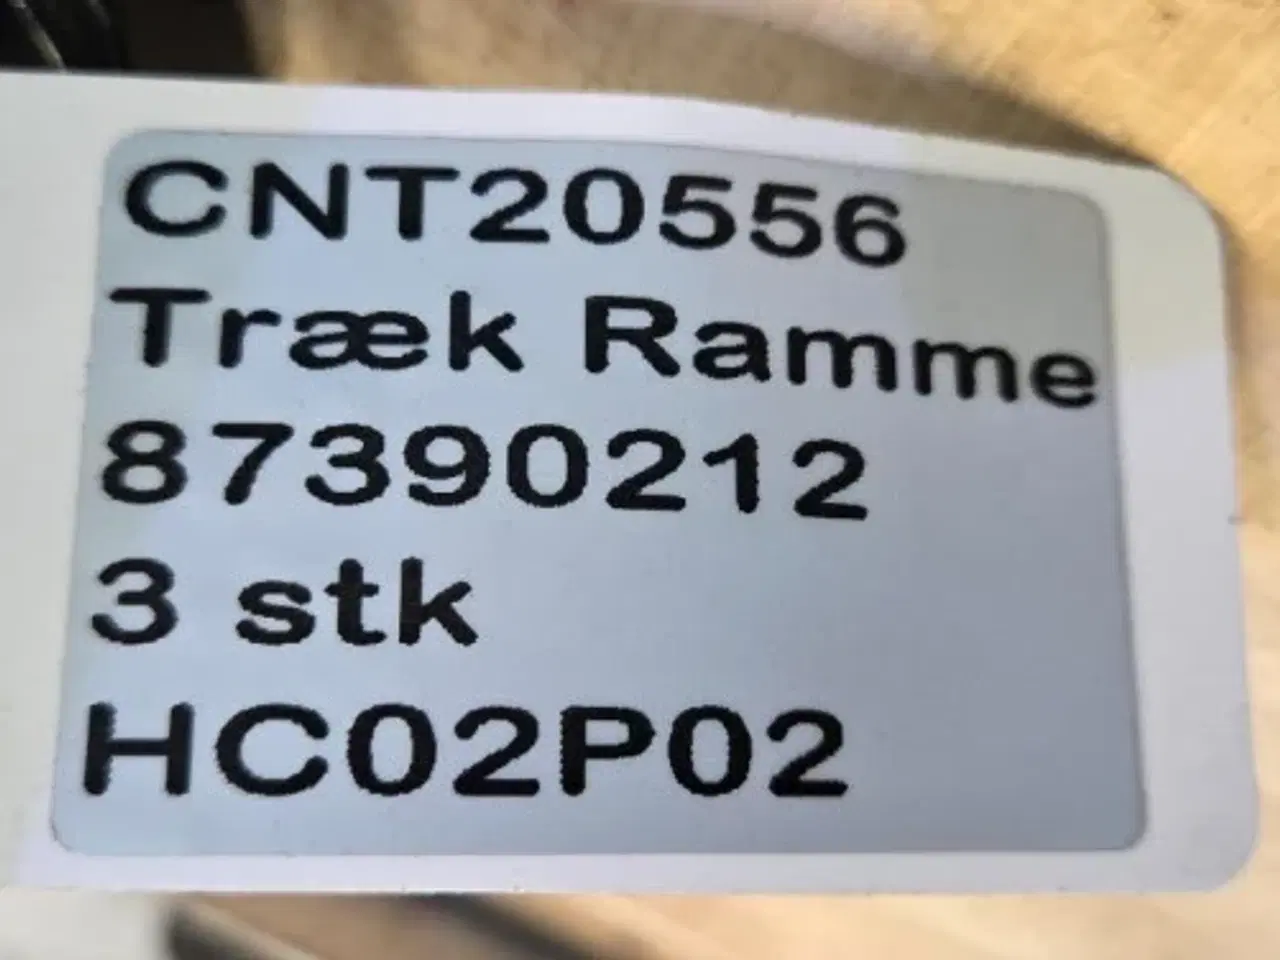 CNT20556
Træk Ramme
87390212
3 stk
HC02P02